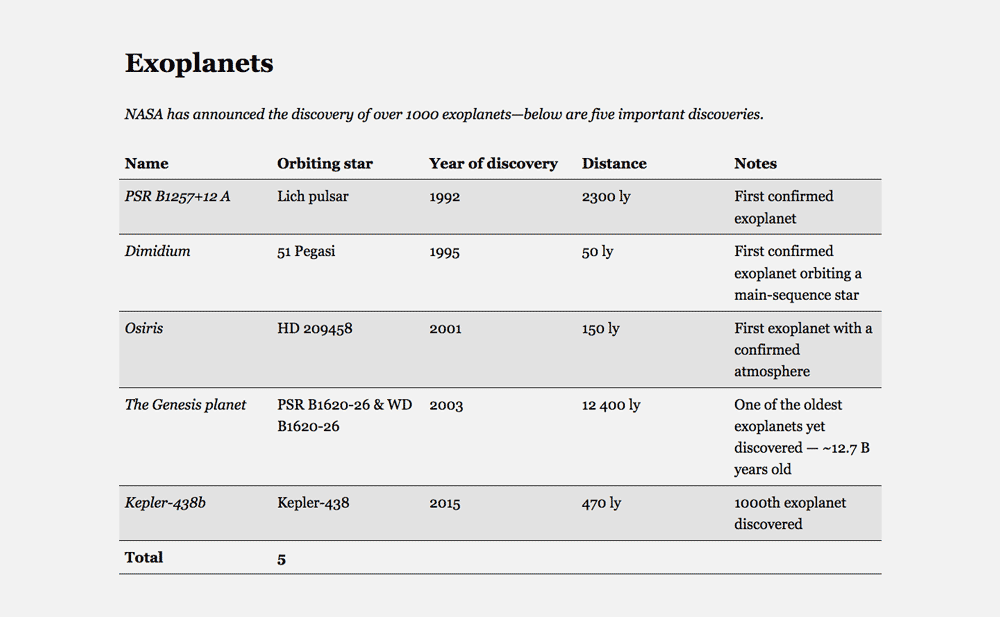 Exoplanets
NASA has announced the discovery of over 1000 exoplanets—below are five important discoveries.
Name Orbiting star Year of discovery Distance Notes
PSR B1257+12 A Lich pulsar 1992 2300 ly First confirmed
exoplanet
Dimidium 51 Pegasi 1995 50 ly First confirmed
exoplanet orbiting a
main-sequence star
Osiris HD 209458 2001 150 ly First exoplanet with a
confirmed
atmosphere
The Genesis planet PSR B1620-26 & WD 2003 12 400 ly One of the oldest
B1620-26 exoplanets yet
discovered — ~12.7 B
years old
Kepler-438b Kepler-438 2015 470 ly 1000th exoplanet
discovered
Total 5